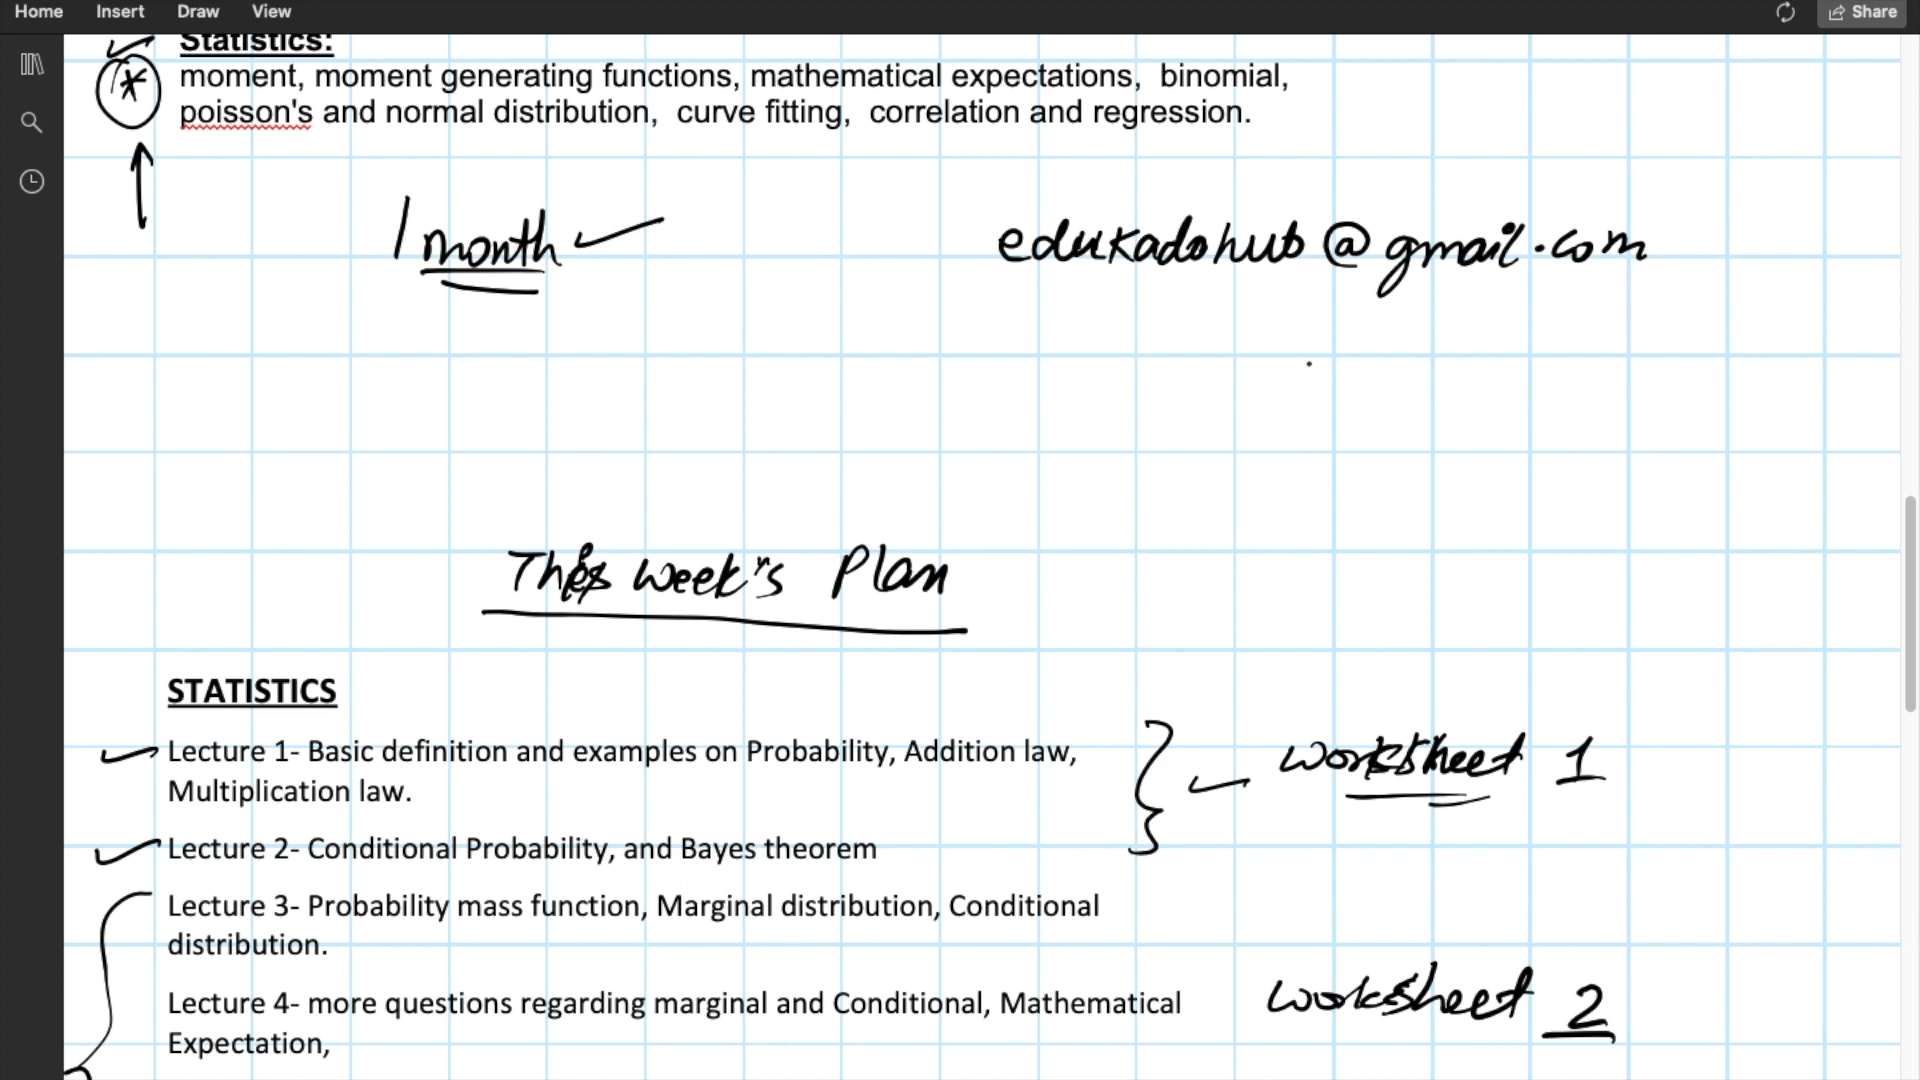 Home Insert Draw View Share
Statistics:
moment, moment generating functions, mathematical expectations, binomial,
poisson's and normal distribution, curve fitting, correlation and regression.
1 month edukadohub@gmail.com
This week's Plan
STATISTICS
Lecture 1- Basic definition and examples on Probability, Addition law,
Multiplication law.
worksheet 1
Lecture 2- Conditional Probability, and Bayes theorem
Lecture 3- Probability mass function, Marginal distribution, Conditional
distribution.
Lecture 4- more questions regarding marginal and Conditional, Mathematical
Expectation,
worksheet 2